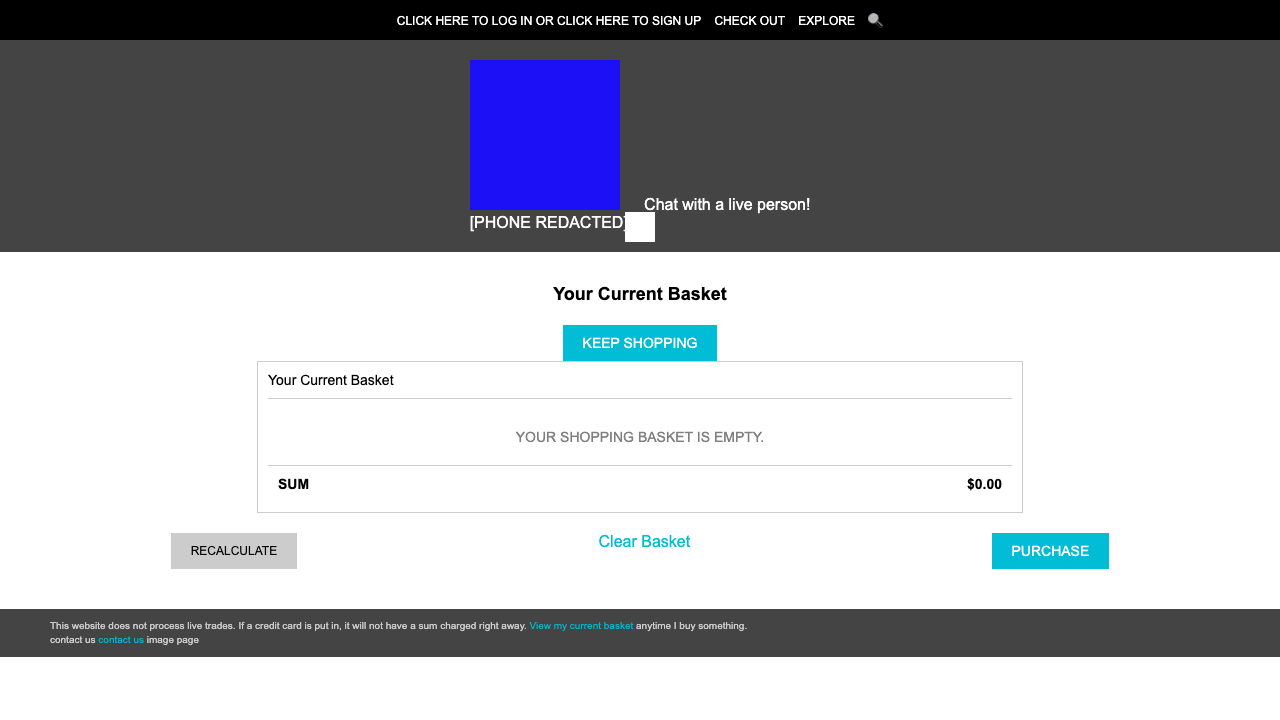 CLICK HERE TO LOG IN OR CLICK HERE TO SIGN UP CHECK OUT EXPLORE
Chat with a live person!
[PHONE REDACTED]
Your Current Basket
KEEP SHOPPING
Your Current Basket
YOUR SHOPPING BASKET IS EMPTY.
SUM $0.00
RECALCULATE Clear Basket PURCHASE
This website does not process live trades. If a credit card is put in, it will not have a sum charged right away. View my current basket anytime I buy something.
contact us contact us image page